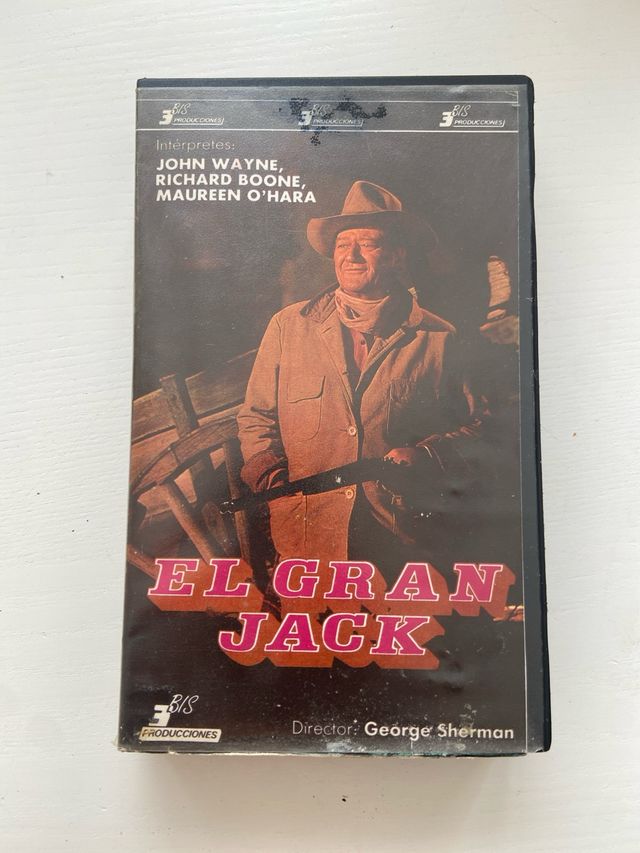 3 BIS PRODUCCIONES
3 BIS PRODUCCIONES
3 BIS PRODUCCIONES
Intérpretes:
JOHN WAYNE,
RICHARD BOONE,
MAUREEN O'HARA
EL GRAN
JACK
3 BIS PRODUCCIONES
Director: George Sherman